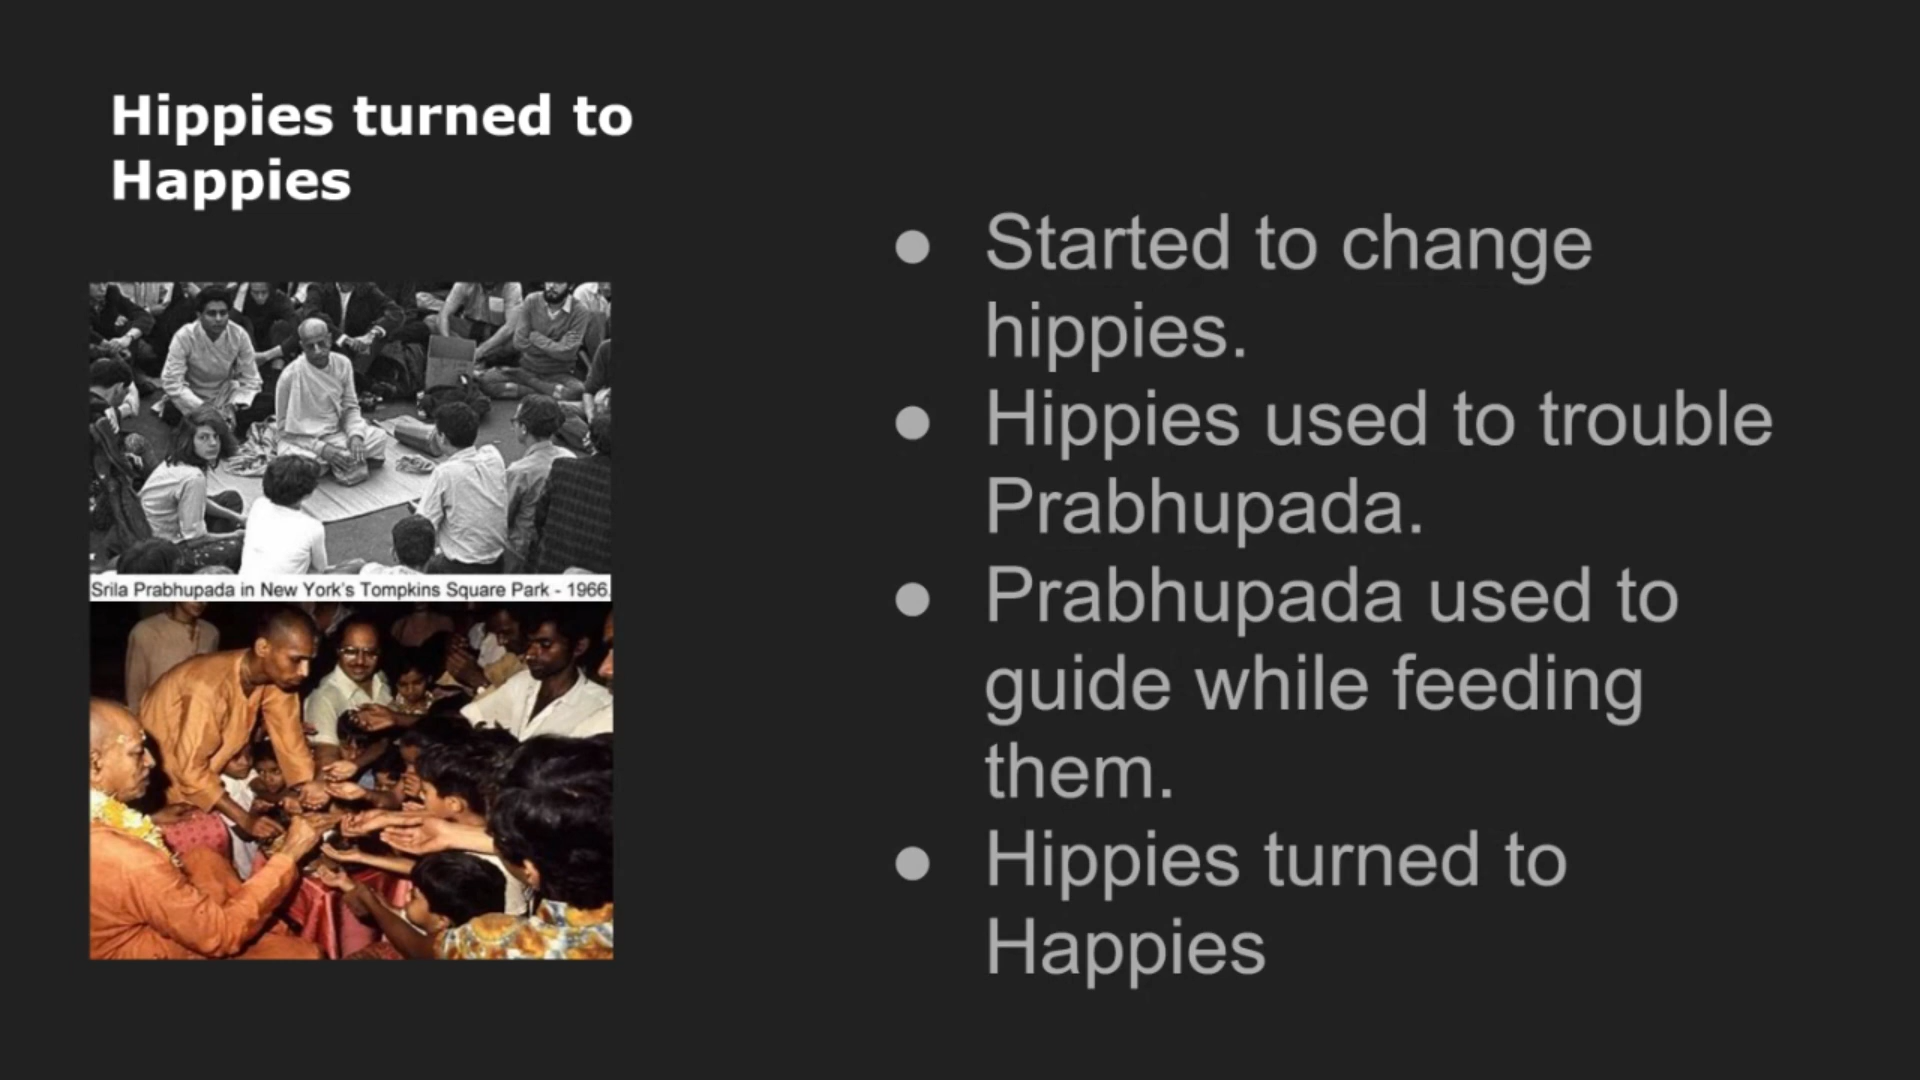 Hippies turned to
Happies
Srila Prabhupada in New York's Tompkins Square Park - 1966.
● Started to change
hippies.
● Hippies used to trouble
Prabhupada.
● Prabhupada used to
guide while feeding
them.
● Hippies turned to
Happies